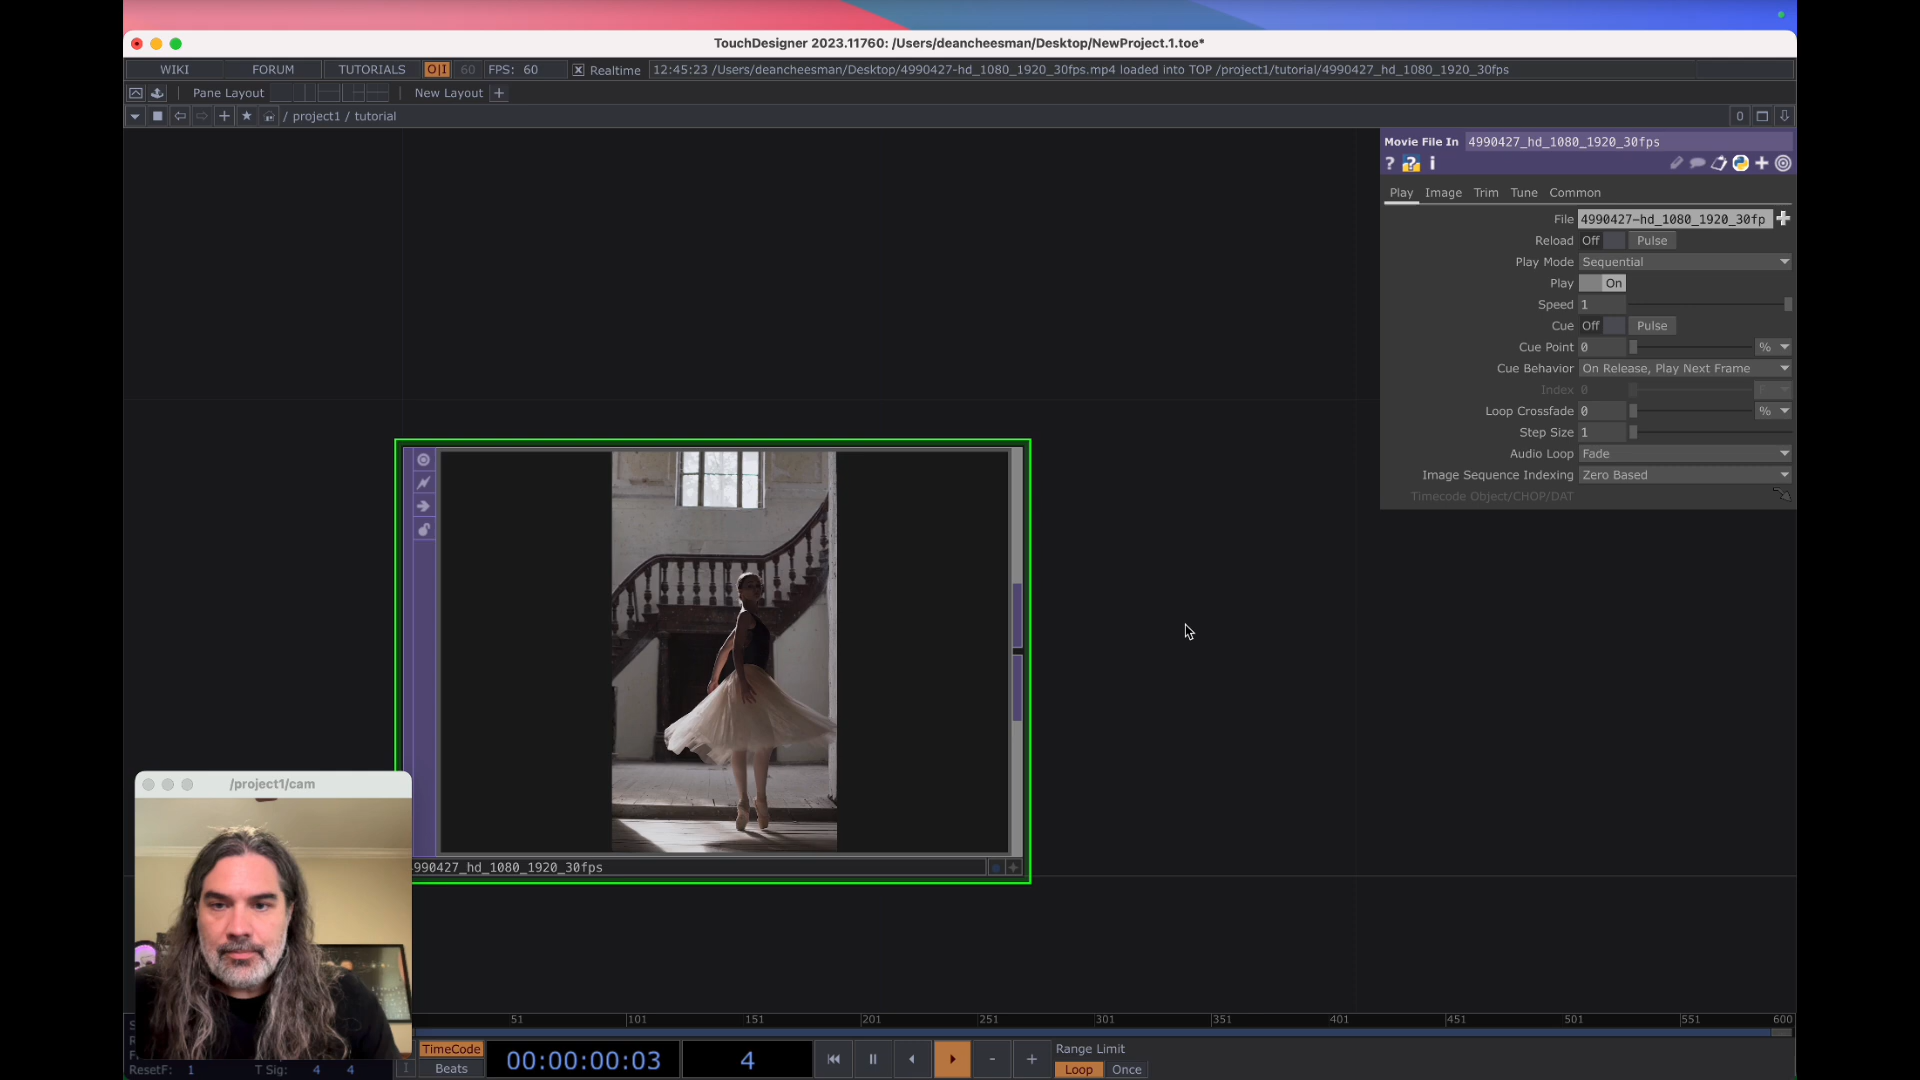 TouchDesigner 2023.11760: /Users/deancheesman/Desktop/NewProject.1.toe*
WIKI FORUM TUTORIALS O|I 60 FPS: 60 Realtime 12:45:23 /Users/deancheesman/Desktop/4990427-hd_1080_1920_30fps.mp4 loaded into TOP /project1/tutorial/4990427_hd_1080_1920_30fps
Pane Layout New Layout +
/ project1 / tutorial 0
Movie File In 4990427_hd_1080_1920_30fps
? ? i
Play Image Trim Tune Common
File 4990427-hd_1080_1920_30fp
Reload Off Pulse
Play Mode Sequential
Play On
Speed 1
Cue Off Pulse
Cue Point 0 %
Cue Behavior On Release, Play Next Frame
Index 0
Loop Crossfade 0 %
Step Size 1
Audio Loop Fade
Image Sequence Indexing Zero Based
Timecode Object/CHOP/DAT
/project1/cam
990427_hd_1080_1920_30fps
51 101 151 201 251 301 351 401 451 501 551 600
TimeCode 00:00:00:03 4 - + Range Limit
Beats Loop Once
ResetF: 1 T Sig: 4 4